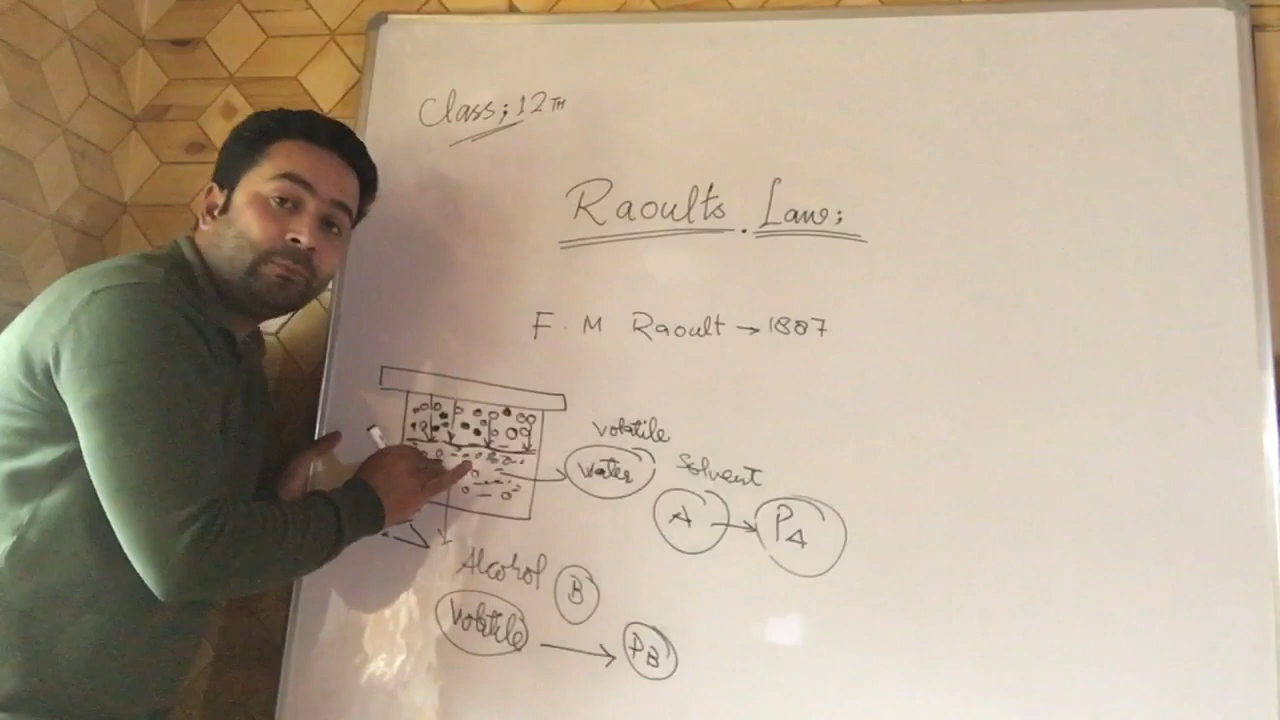 Class; 12TH
Raoults. Law:
F. M Raoult → 1887
Volatile
Water
Solvent
A → PA
Alcohol B
Volatile → PB